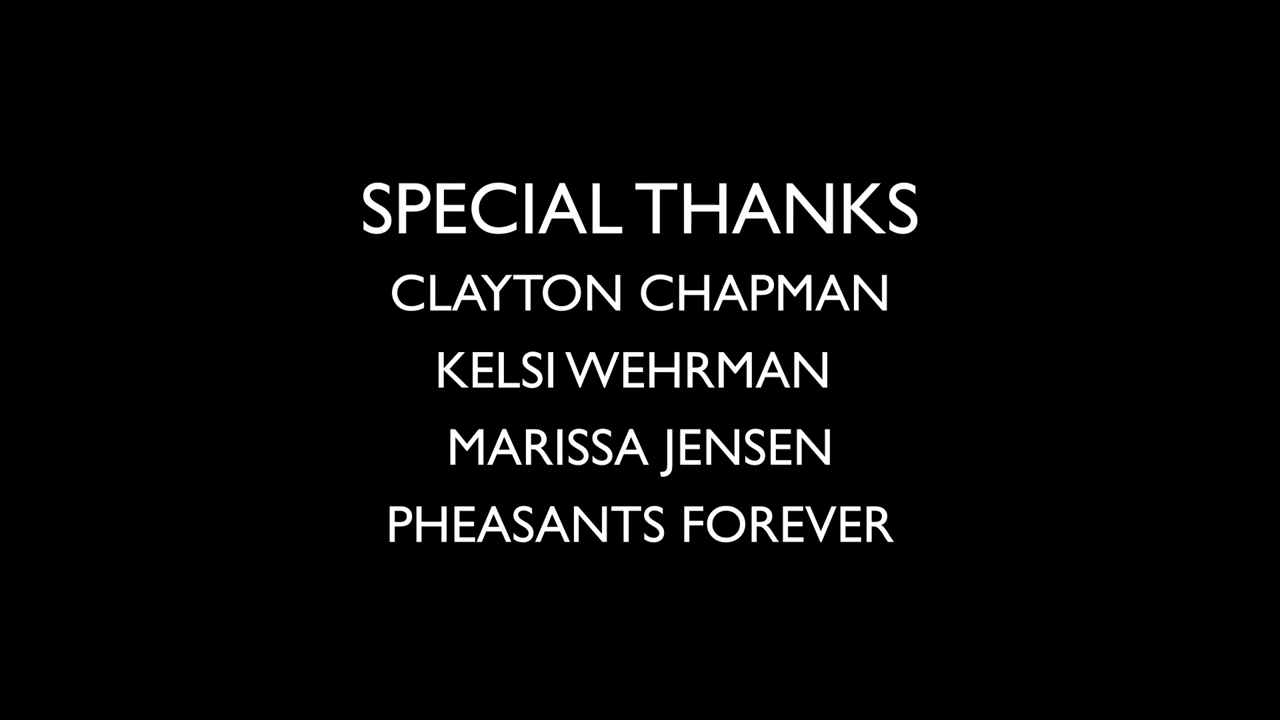 SPECIAL THANKS
CLAYTON CHAPMAN
KELSI WEHRMAN
MARISSA JENSEN
PHEASANTS FOREVER